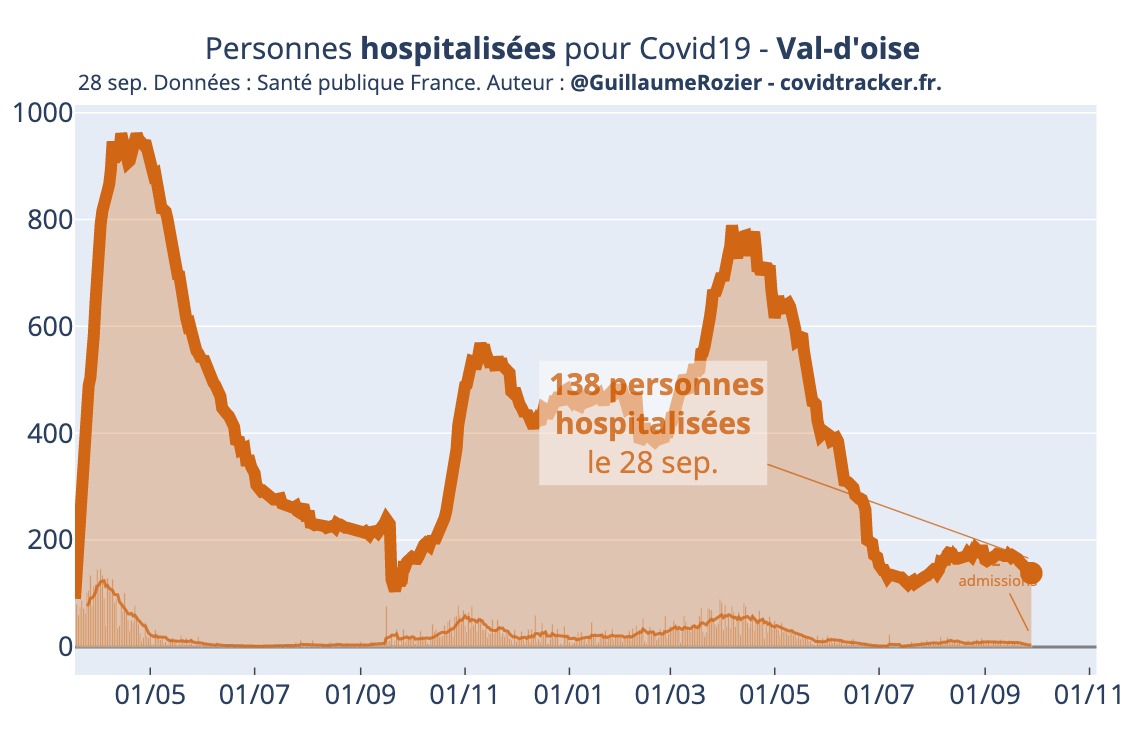 Personnes hospitalisées pour Covid19 - Val-d'oise
28 sep. Données : Santé publique France. Auteur : @GuillaumeRozier - covidtracker.fr.
1000
800
600
400
200
0
138 personnes
hospitalisées
le 28 sep.
admissions
01/05 01/07 01/09 01/11 01/01 01/03 01/05 01/07 01/09 01/11